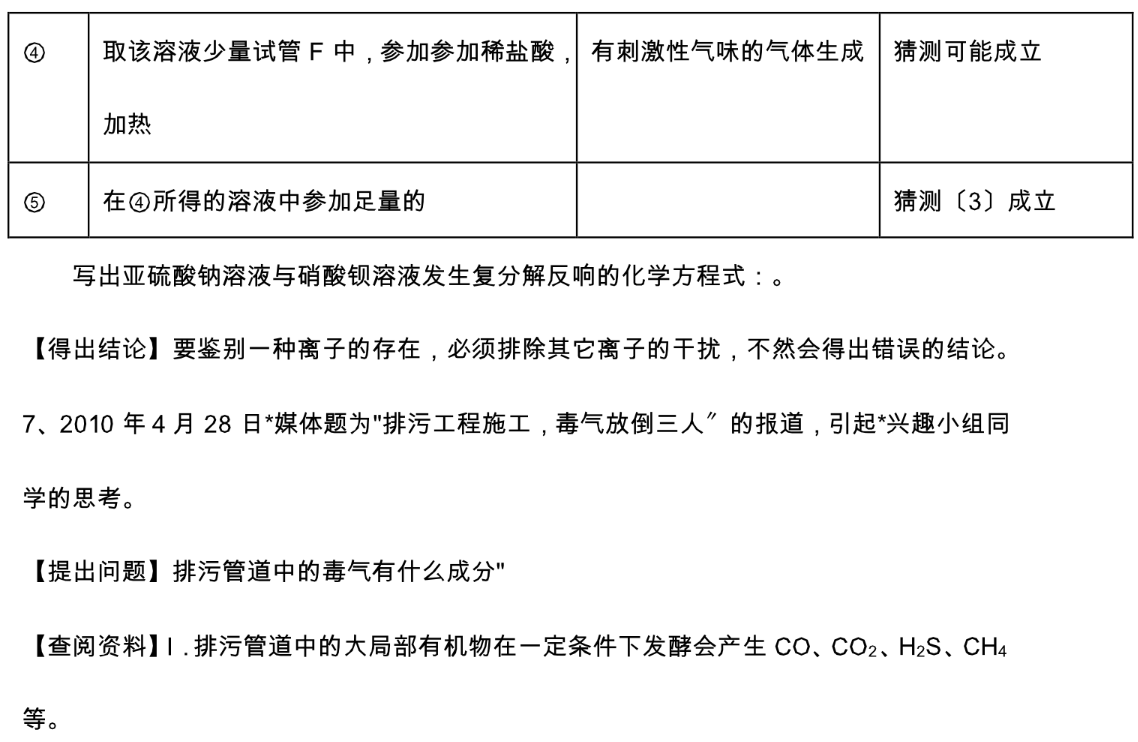 ④ 取该溶液少量试管 F 中，参加参加稀盐酸， 有刺激性气味的气体生成 猜测可能成立
加热
⑤ 在④所得的溶液中参加足量的 猜测〔3〕成立
写出亚硫酸钠溶液与硝酸钡溶液发生复分解反响的化学方程式：。
【得出结论】要鉴别一种离子的存在，必须排除其它离子的干扰，不然会得出错误的结论。
7、2010 年 4 月 28 日*媒体题为"排污工程施工，毒气放倒三人〞的报道，引起*兴趣小组同
学的思考。
【提出问题】排污管道中的毒气有什么成分"
【查阅资料】Ⅰ.排污管道中的大局部有机物在一定条件下发酵会产生 CO、CO₂、H₂S、CH₄
等。